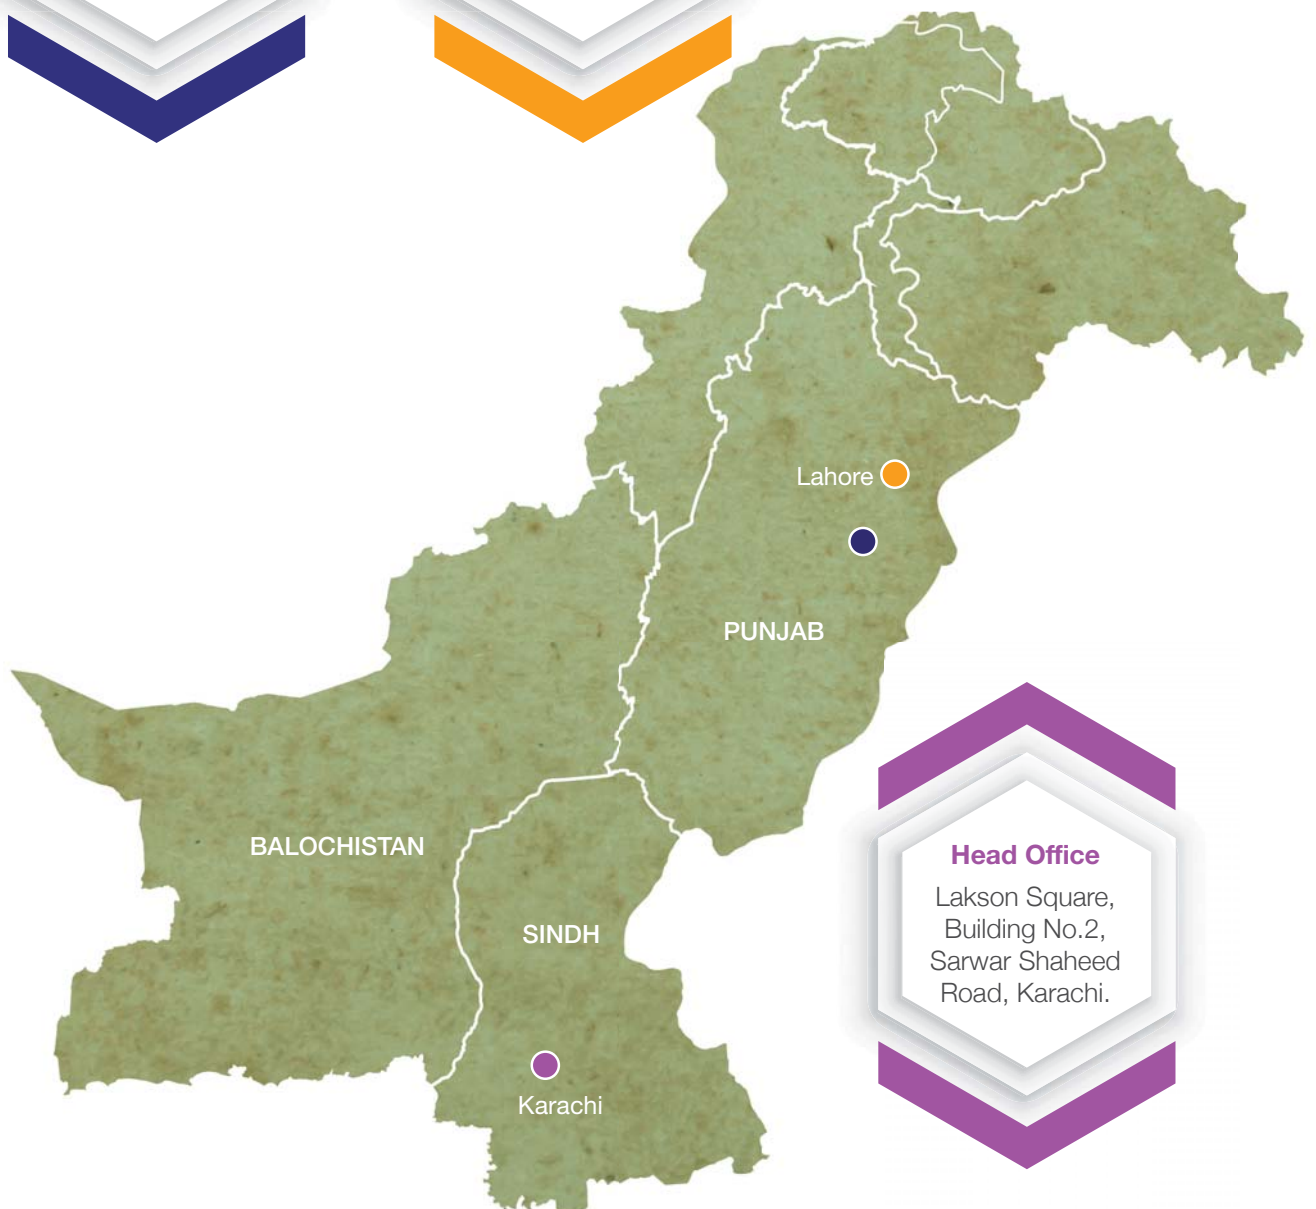 Lahore
PUNJAB
BALOCHISTAN
SINDH
Karachi
Head Office
Lakson Square,
Building No.2,
Sarwar Shaheed
Road, Karachi.